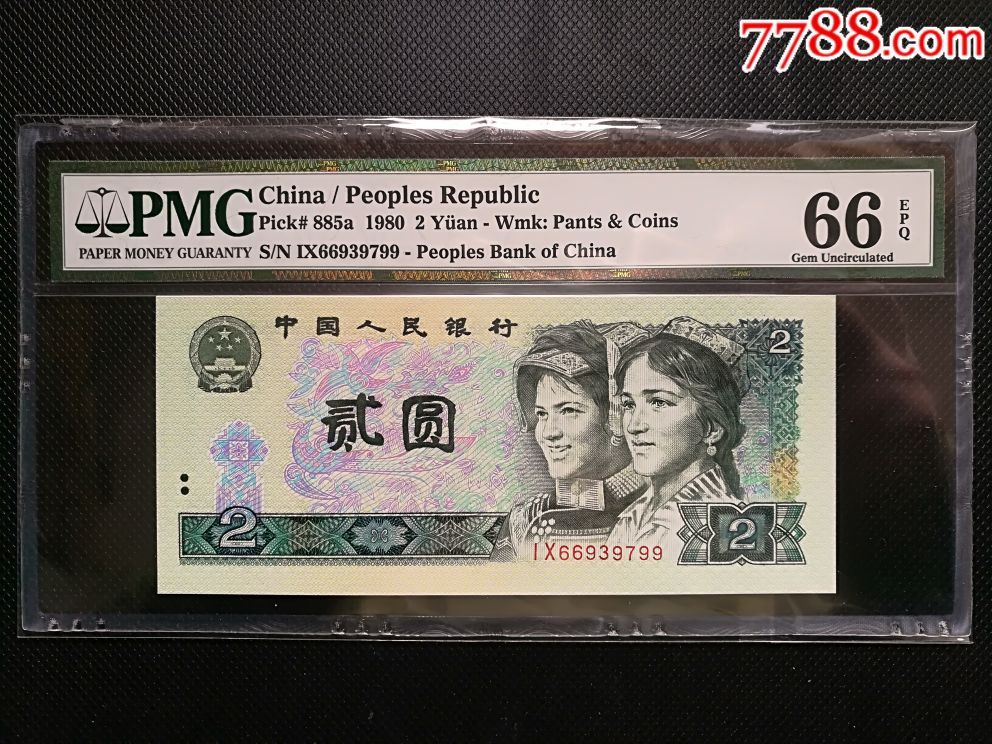 7788.com
PMG
PAPER MONEY GUARANTY
China / Peoples Republic
Pick# 885a 1980 2 Yüan - Wmk: Pants & Coins
S/N IX66939799 - Peoples Bank of China
66
EPQ
Gem Uncirculated
中国人民银行
2
贰圆
2
IX66939799
2